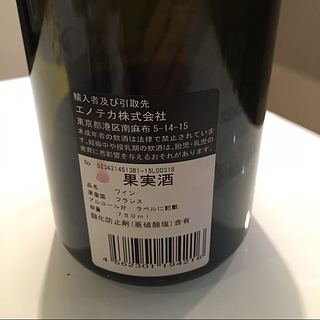 輸入者及び引取先
エノテカ株式会社
東京都港区南麻布 5-14-15
未成年者の飲酒は法律で禁止されていま
す。妊娠中や授乳期の飲酒は、胎児・乳児の
発育に悪影響を与えるおそれがあります。
No 023421451381-15L00318
果実酒
品名 ワイン
原産国 フランス
アルコール分 ラベルに記載
容量 750ml
酸化防止剤(亜硫酸塩)含有
4 562301 194210